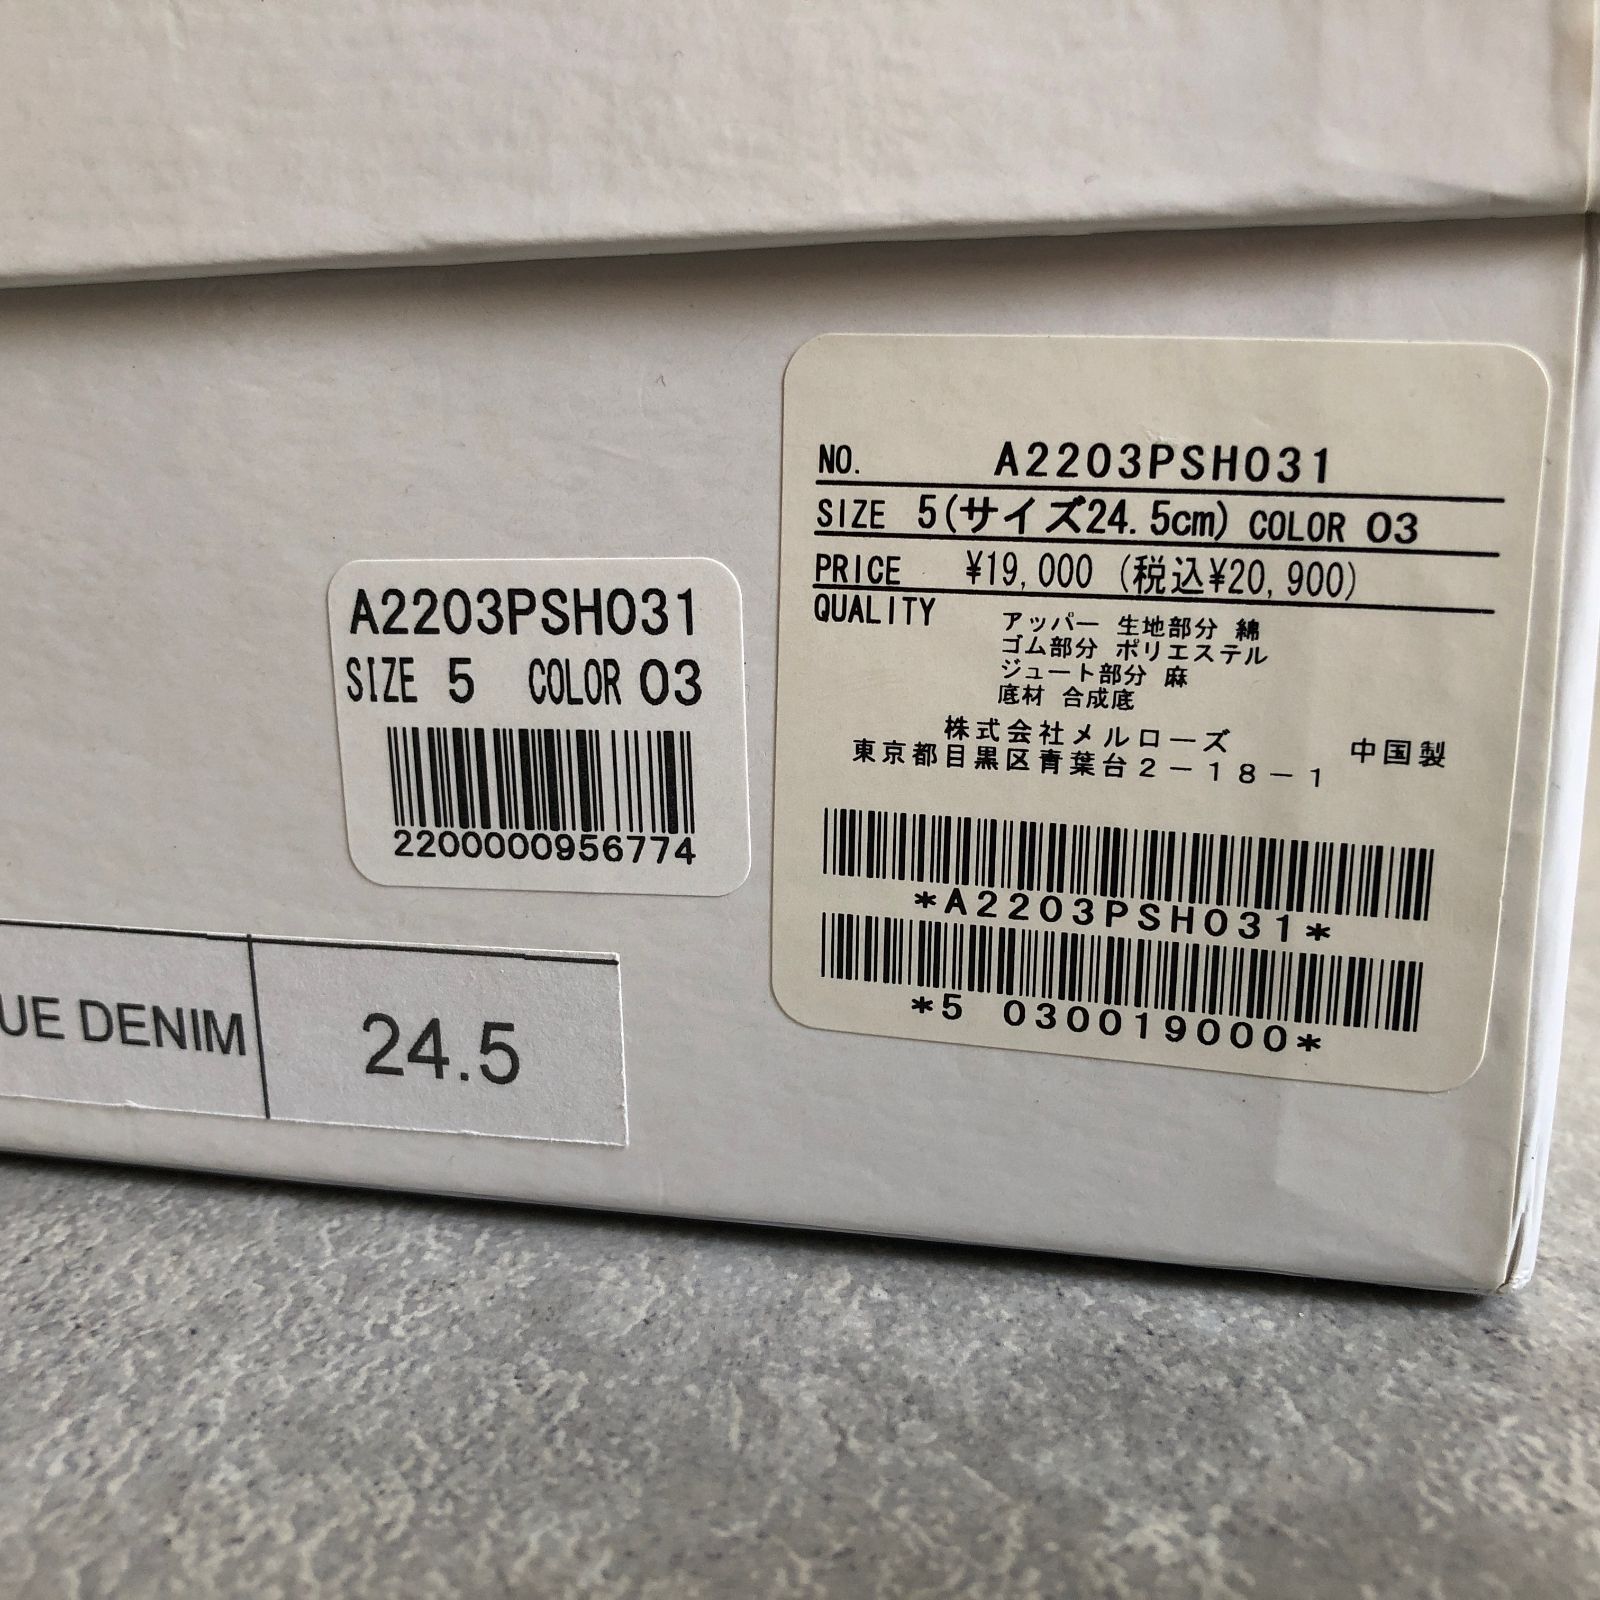 A2203PSH031
SIZE 5 COLOR 03
2200000956774
DENIM
24.5
NO. A2203PSH031
SIZE 5(サイズ24.5cm) COLOR 03
PRICE ¥19,000 (税込¥20,900)
QUALITY アッパー 生地部分 綿
ゴム部分 ポリエステル
ジュート部分 麻
底材 合成底
株式会社メルローズ
東京都目黒区青葉台2-18-1 中国製
*A2203PSH031*
*5 030019000*